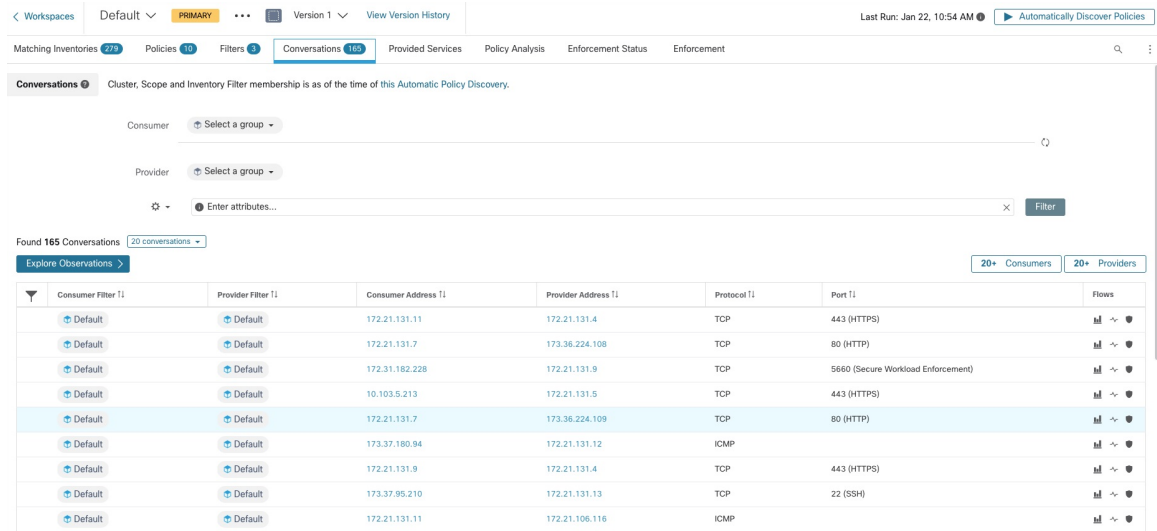 Workspaces Default PRIMARY ... Version 1 View Version History Last Run: Jan 22, 10:54 AM Automatically Discover Policies
Matching Inventories 279 Policies 10 Filters 3 Conversations 165 Provided Services Policy Analysis Enforcement Status Enforcement
Conversations Cluster, Scope and Inventory Filter membership is as of the time of this Automatic Policy Discovery.
Consumer Select a group
Provider Select a group
Enter attributes... Filter
Found 165 Conversations 20 conversations
Explore Observations 20+ Consumers 20+ Providers
Consumer Filter Provider Filter Consumer Address Provider Address Protocol Port Flows
Default Default 172.21.131.11 172.21.131.4 TCP 443 (HTTPS)
Default Default 172.21.131.7 173.36.224.108 TCP 80 (HTTP)
Default Default 172.31.182.228 172.21.131.9 TCP 5660 (Secure Workload Enforcement)
Default Default 10.103.5.213 172.21.131.5 TCP 443 (HTTPS)
Default Default 172.21.131.7 173.36.224.109 TCP 80 (HTTP)
Default Default 173.37.180.94 172.21.131.12 ICMP
Default Default 172.21.131.9 172.21.131.4 TCP 443 (HTTPS)
Default Default 173.37.95.210 172.21.131.13 TCP 22 (SSH)
Default Default 172.21.131.11 172.21.106.116 ICMP